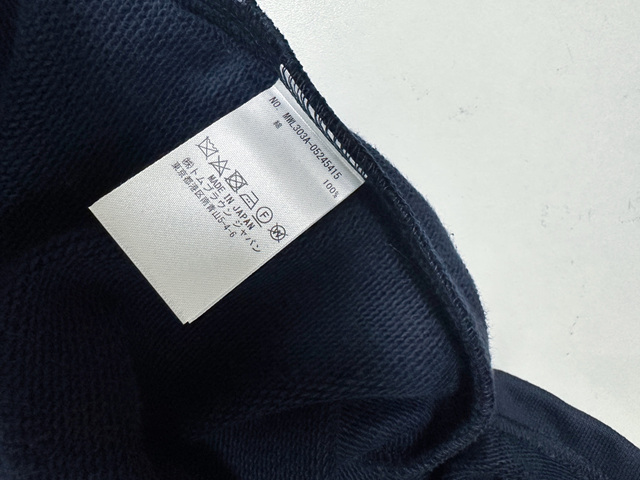 NO. MWL303A-05245415
綿 100%
MADE IN JAPAN
㈱トムブラウン ジャパン
東京都港区南青山5-4-6